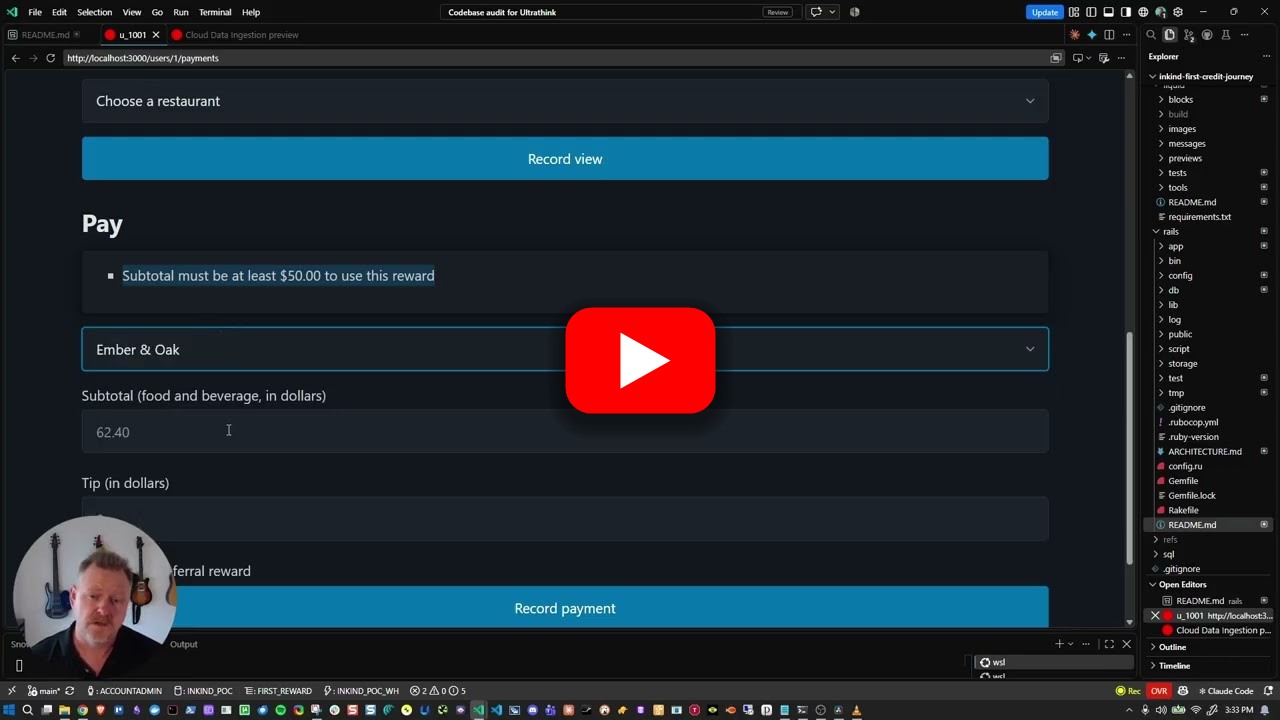 File Edit Selection View Go Run Terminal Help
Codebase audit for Ultrathink
Review
Update
README.md
u_1001
Cloud Data Ingestion preview
http://localhost:3000/users/1/payments
Choose a restaurant
Record view
Pay
Subtotal must be at least $50.00 to use this reward
Ember & Oak
Subtotal (food and beverage, in dollars)
62.40
Tip (in dollars)
ferral reward
Record payment
Output
wsl
wsl
Explorer
inkind-first-credit-journey
liquid
blocks
build
images
messages
previews
tests
tools
README.md
requirements.txt
rails
app
bin
config
db
lib
log
public
script
storage
test
tmp
.gitignore
.rubocop.yml
.ruby-version
ARCHITECTURE.md
config.ru
Gemfile
Gemfile.lock
Rakefile
README.md
refs
sql
.gitignore
Open Editors
README.md rails
u_1001 http://localhost:3...
Cloud Data Ingestion p...
Outline
Timeline
main*
: ACCOUNTADMIN
: INKIND_POC
: FIRST_REWARD
: INKIND_POC_WH
2 0 5
Rec
OVR
Claude Code
3:33 PM